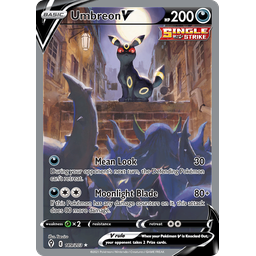 BASIC
Umbreon V
HP 200
SINGLE STRIKE
Mean Look 30
During your opponent's next turn, the Defending Pokémon
can't retreat.
Moonlight Blade 80+
If this Pokémon has any damage counters on it, this attack
does 80 more damage.
weakness ×2 resistance retreat
V rule When your Pokémon V is Knocked Out,
your opponent takes 2 Prize cards.